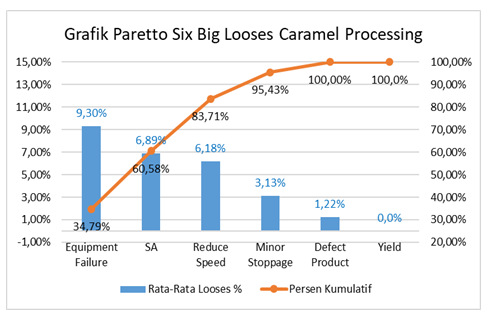 Grafik Paretto Six Big Looses Caramel Processing
15,00% 100,00%
13,00% 90,00%
11,00% 80,00%
9,00% 70,00%
7,00% 60,00%
5,00% 50,00%
3,00% 40,00%
1,00% 30,00%
-1,00% 20,00%
9,30% 6,89% 6,18% 3,13% 1,22% 0,0%
34,79% 60,58% 83,71% 95,43% 100,00% 100,0%
Equipment Failure
SA
Reduce Speed
Minor Stoppage
Defect Product
Yield
Rata-Rata Looses %
Persen Kumulatif